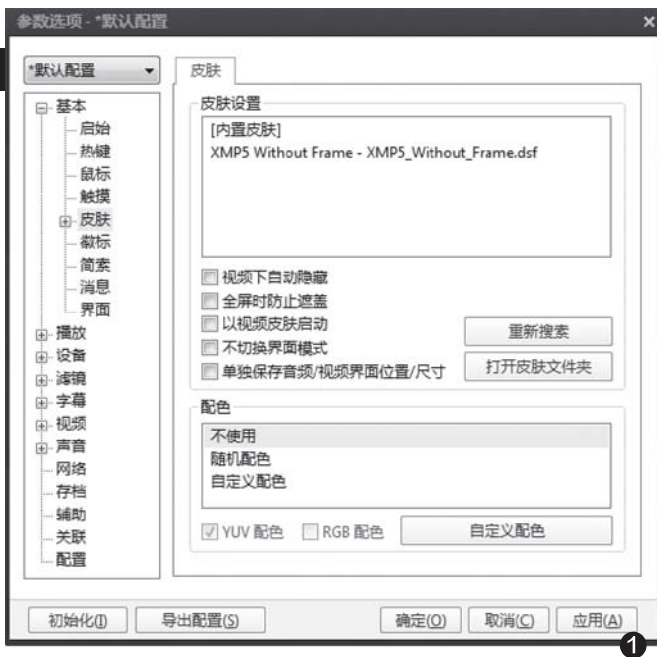 参数选项 - *默认配置
*默认配置
基本
启始
热键
鼠标
触摸
皮肤
徽标
简索
消息
界面
播放
设备
滤镜
字幕
视频
声音
网络
存档
辅助
关联
配置
皮肤
皮肤设置
[内置皮肤]
XMP5 Without Frame - XMP5_Without_Frame.dsf
视频下自动隐藏
全屏时防止遮盖
以视频皮肤启动
不切换界面模式
单独保存音频/视频界面位置/尺寸
重新搜索
打开皮肤文件夹
配色
不使用
随机配色
自定义配色
YUV 配色 RGB 配色 自定义配色
初始化(I) 导出配置(S) 确定(O) 取消(C) 应用(A)
1